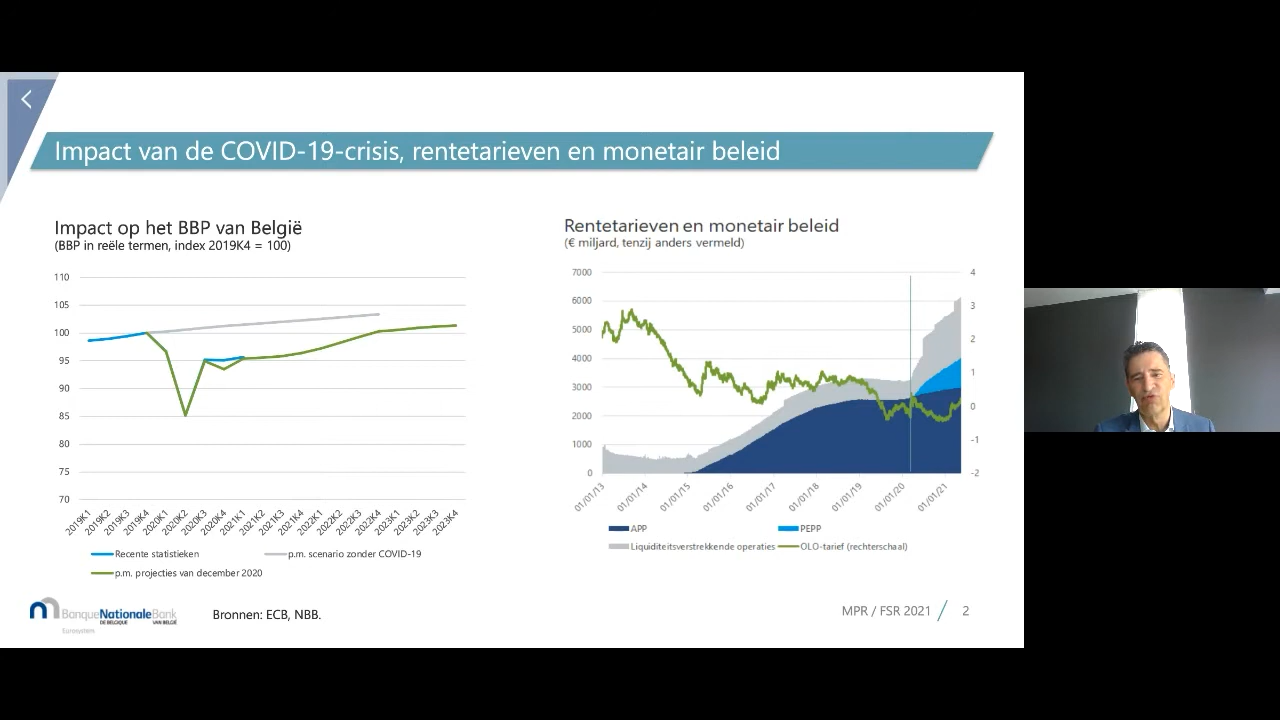 Impact van de COVID-19-crisis, rentetarieven en monetair beleid
Impact op het BBP van België
(BBP in reële termen, index 2019K4 = 100)
110
105
100
95
90
85
80
75
70
2019K1
2019K2
2019K3
2019K4
2020K1
2020K2
2020K3
2020K4
2021K1
2021K2
2021K3
2021K4
2022K1
2022K2
2022K3
2022K4
2023K1
2023K2
2023K3
2023K4
Recente statistieken
p.m. scenario zonder COVID-19
p.m. projecties van december 2020
Rentetarieven en monetair beleid
(€ miljard, tenzij anders vermeld)
7000
6000
5000
4000
3000
2000
1000
0
4
3
2
1
0
-1
-2
01/01/13
01/01/14
01/01/15
01/01/16
01/01/17
01/01/18
01/01/19
01/01/20
01/01/21
APP
PEPP
Liquiditeitsverstrekkende operaties
OLO-tarief (rechterschaal)
BanqueNationaleBank
DE BELGIQUE VAN BELGIË
Eurosystem
Bronnen: ECB, NBB.
MPR / FSR 2021
2